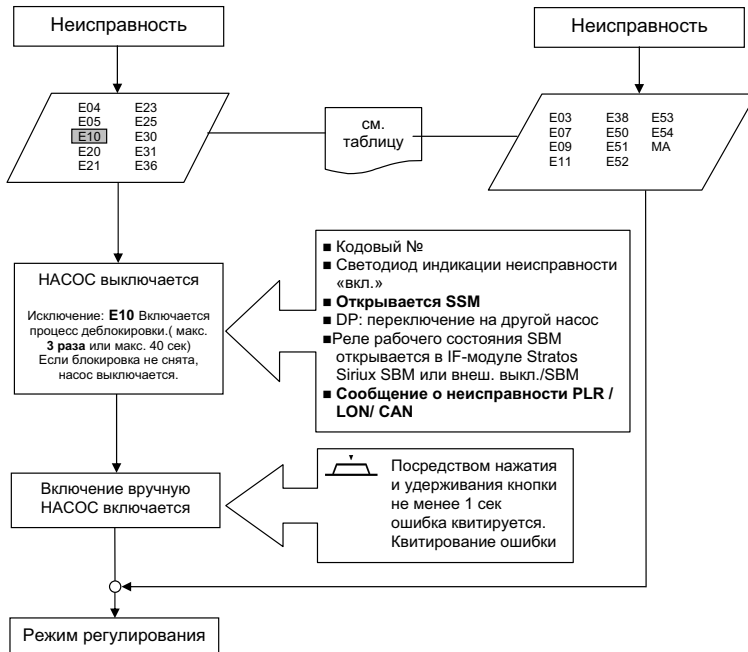 Неисправность
Неисправность
E04 E23
E05 E25
E10 E30
E20 E31
E21 E36
см.
таблицу
E03 E38 E53
E07 E50 E54
E09 E51 MA
E11 E52
НАСОС выключается
Исключение: E10 Включается
процесс деблокировки.( макс.
3 раза или макс. 40 сек)
Если блокировка не снята,
насос выключается.
■ Кодовый №
■ Светодиод индикации неисправности
«вкл.»
■ Открывается SSM
■ DP: переключение на другой насос
■Реле рабочего состояния SBM
открывается в IF-модуле Stratos
Siriux SBM или внеш. выкл./SBM
■ Сообщение о неисправности PLR /
LON/ CAN
Включение вручную
НАСОС включается
Посредством нажатия
и удерживания кнопки
не менее 1 сек
ошибка квитируется.
Квитирование ошибки
Режим регулирования